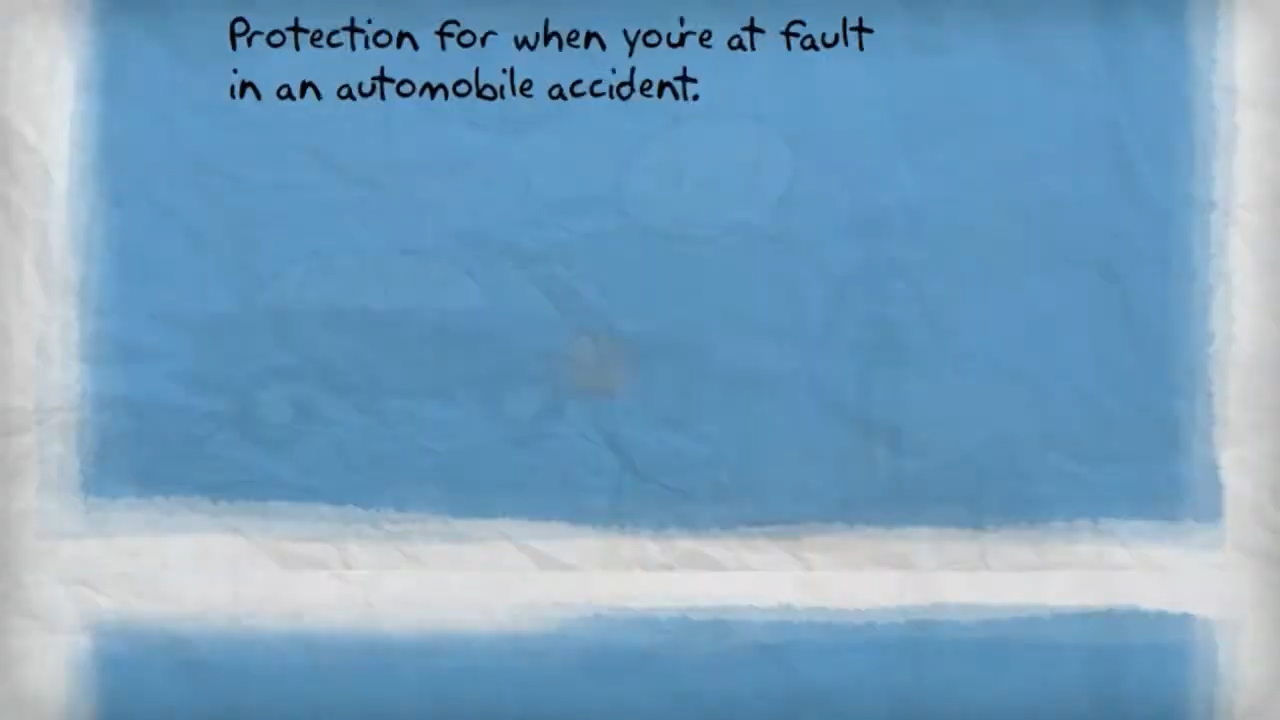 Protection for when you're at fault
in an automobile accident.